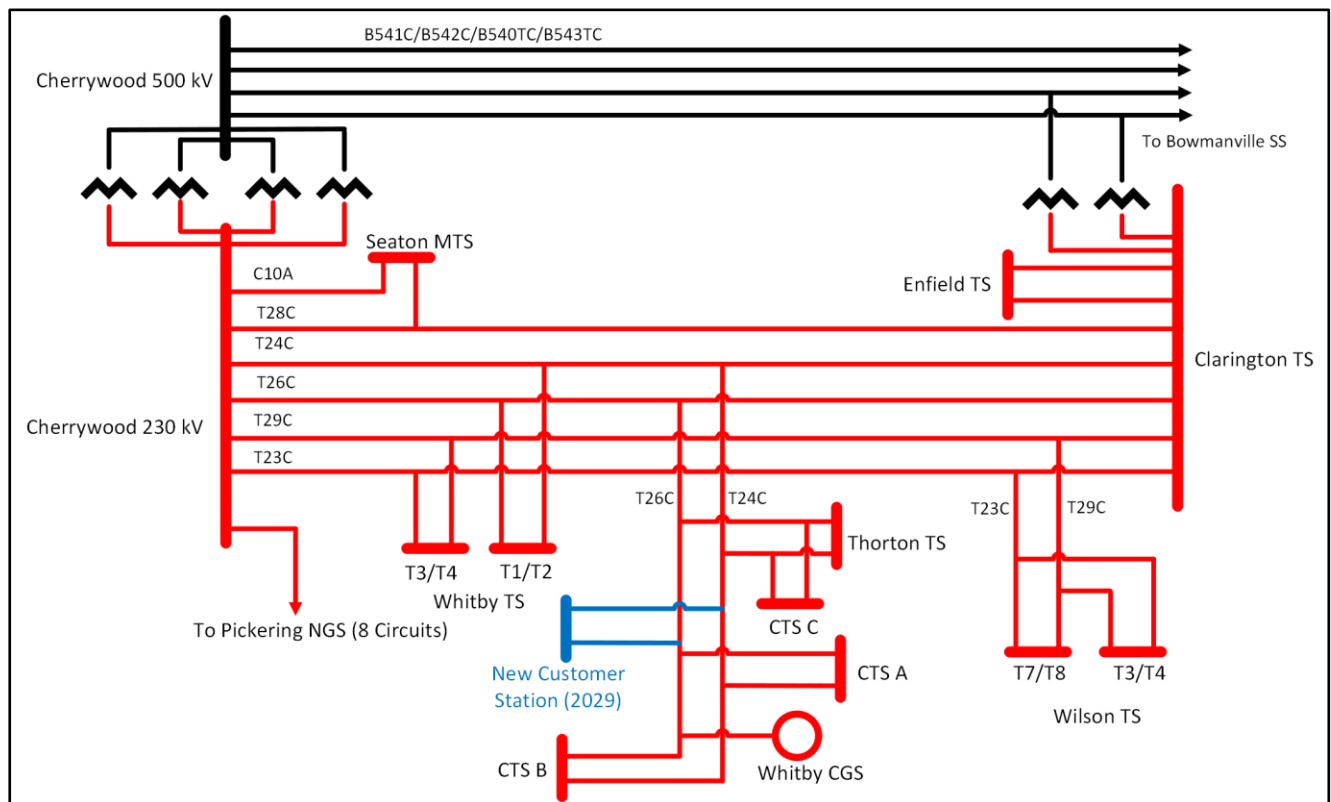 B541C/B542C/B540TC/B543TC
Cherrywood 500 kV
To Bowmanville SS
Seaton MTS
C10A
Enfield TS
T28C
T24C
Clarington TS
T26C
T29C
Cherrywood 230 kV
T23C
T26C
T24C
T23C
T29C
Thorton TS
T3/T4
T1/T2
Whitby TS
To Pickering NGS (8 Circuits)
CTS C
New Customer
Station (2029)
CTS A
T7/T8
T3/T4
Wilson TS
CTS B
Whitby CGS